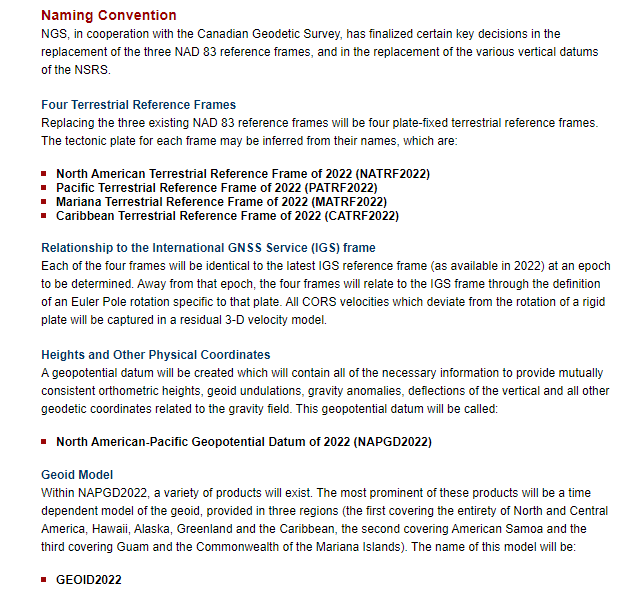 Naming Convention
NGS, in cooperation with the Canadian Geodetic Survey, has finalized certain key decisions in the
replacement of the three NAD 83 reference frames, and in the replacement of the various vertical datums
of the NSRS.
Four Terrestrial Reference Frames
Replacing the three existing NAD 83 reference frames will be four plate-fixed terrestrial reference frames.
The tectonic plate for each frame may be inferred from their names, which are:
North American Terrestrial Reference Frame of 2022 (NATRF2022)
Pacific Terrestrial Reference Frame of 2022 (PATRF2022)
Mariana Terrestrial Reference Frame of 2022 (MATRF2022)
Caribbean Terrestrial Reference Frame of 2022 (CATRF2022)
Relationship to the International GNSS Service (IGS) frame
Each of the four frames will be identical to the latest IGS reference frame (as available in 2022) at an epoch
to be determined. Away from that epoch, the four frames will relate to the IGS frame through the definition
of an Euler Pole rotation specific to that plate. All CORS velocities which deviate from the rotation of a rigid
plate will be captured in a residual 3-D velocity model.
Heights and Other Physical Coordinates
A geopotential datum will be created which will contain all of the necessary information to provide mutually
consistent orthometric heights, geoid undulations, gravity anomalies, deflections of the vertical and all other
geodetic coordinates related to the gravity field. This geopotential datum will be called:
North American-Pacific Geopotential Datum of 2022 (NAPGD2022)
Geoid Model
Within NAPGD2022, a variety of products will exist. The most prominent of these products will be a time
dependent model of the geoid, provided in three regions (the first covering the entirety of North and Central
America, Hawaii, Alaska, Greenland and the Caribbean, the second covering American Samoa and the
third covering Guam and the Commonwealth of the Mariana Islands). The name of this model will be:
GEOID2022